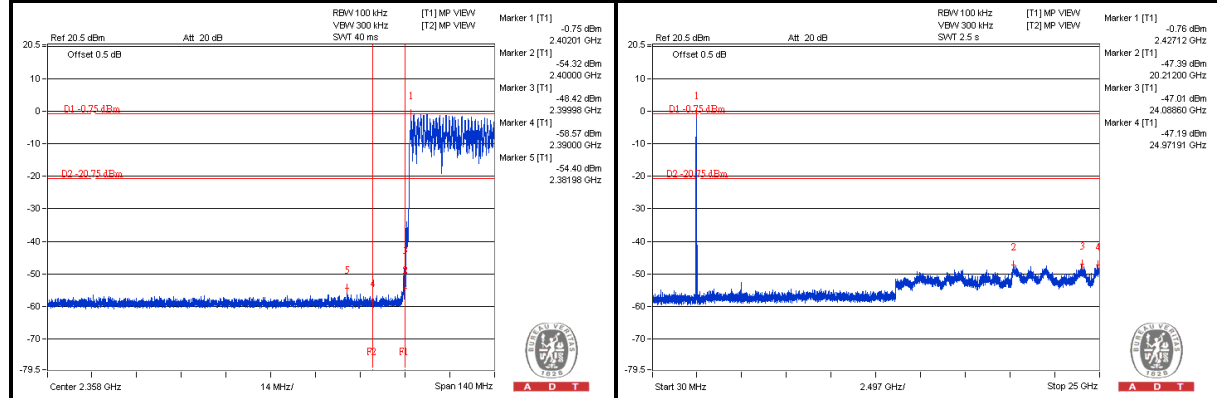 RBW 100 kHz [T1] MP VIEW
VBW 300 kHz [T2] MP VIEW
Ref 20.5 dBm Att 20 dB SWT 40 ms
20.5
Offset 0.5 dB
10
0
D1 -0.75 dBm
1
-10
-20
D2 -20.75 dBm
-30
-40
-50
5
4
-60
-70
F2
F1
-79.5
Center 2.358 GHz 14 MHz/ Span 140 MHz
Marker 1 [T1]
-0.75 dBm
2.40201 GHz
Marker 2 [T1]
-54.32 dBm
2.40000 GHz
Marker 3 [T1]
-48.42 dBm
2.39998 GHz
Marker 4 [T1]
-58.57 dBm
2.39000 GHz
Marker 5 [T1]
-54.40 dBm
2.38198 GHz
BUREAU VERITAS
1828
A D T
RBW 100 kHz [T1] MP VIEW
VBW 300 kHz [T2] MP VIEW
Ref 20.5 dBm Att 20 dB SWT 2.5 s
20.5
Offset 0.5 dB
10
1
0
D1 -0.75 dBm
-10
-20
D2 -20.75 dBm
-30
-40
2 3 4
-50
-60
-70
-79.5
Start 30 MHz 2.497 GHz/ Stop 25 GHz
Marker 1 [T1]
-0.76 dBm
2.42712 GHz
Marker 2 [T1]
-47.39 dBm
20.21200 GHz
Marker 3 [T1]
-47.01 dBm
24.08860 GHz
Marker 4 [T1]
-47.19 dBm
24.97191 GHz
BUREAU VERITAS
1828
A D T